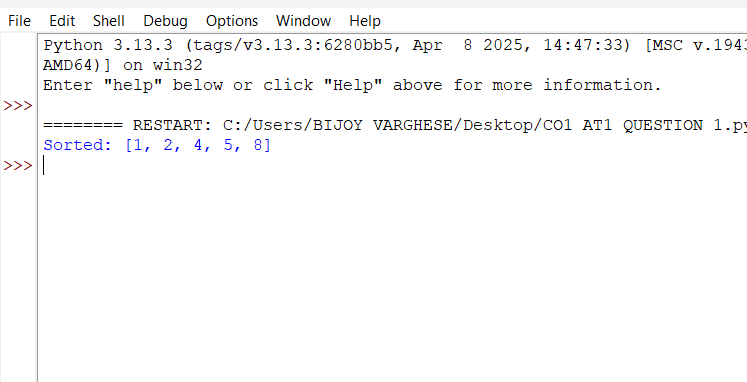 File Edit Shell Debug Options Window Help
Python 3.13.3 (tags/v3.13.3:6280bb5, Apr  8 2025, 14:47:33) [MSC v.1943
AMD64)] on win32
Enter "help" below or click "Help" above for more information.
>>>
======== RESTART: C:/Users/BIJOY VARGHESE/Desktop/CO1 AT1 QUESTION 1.py
Sorted: [1, 2, 4, 5, 8]
>>>